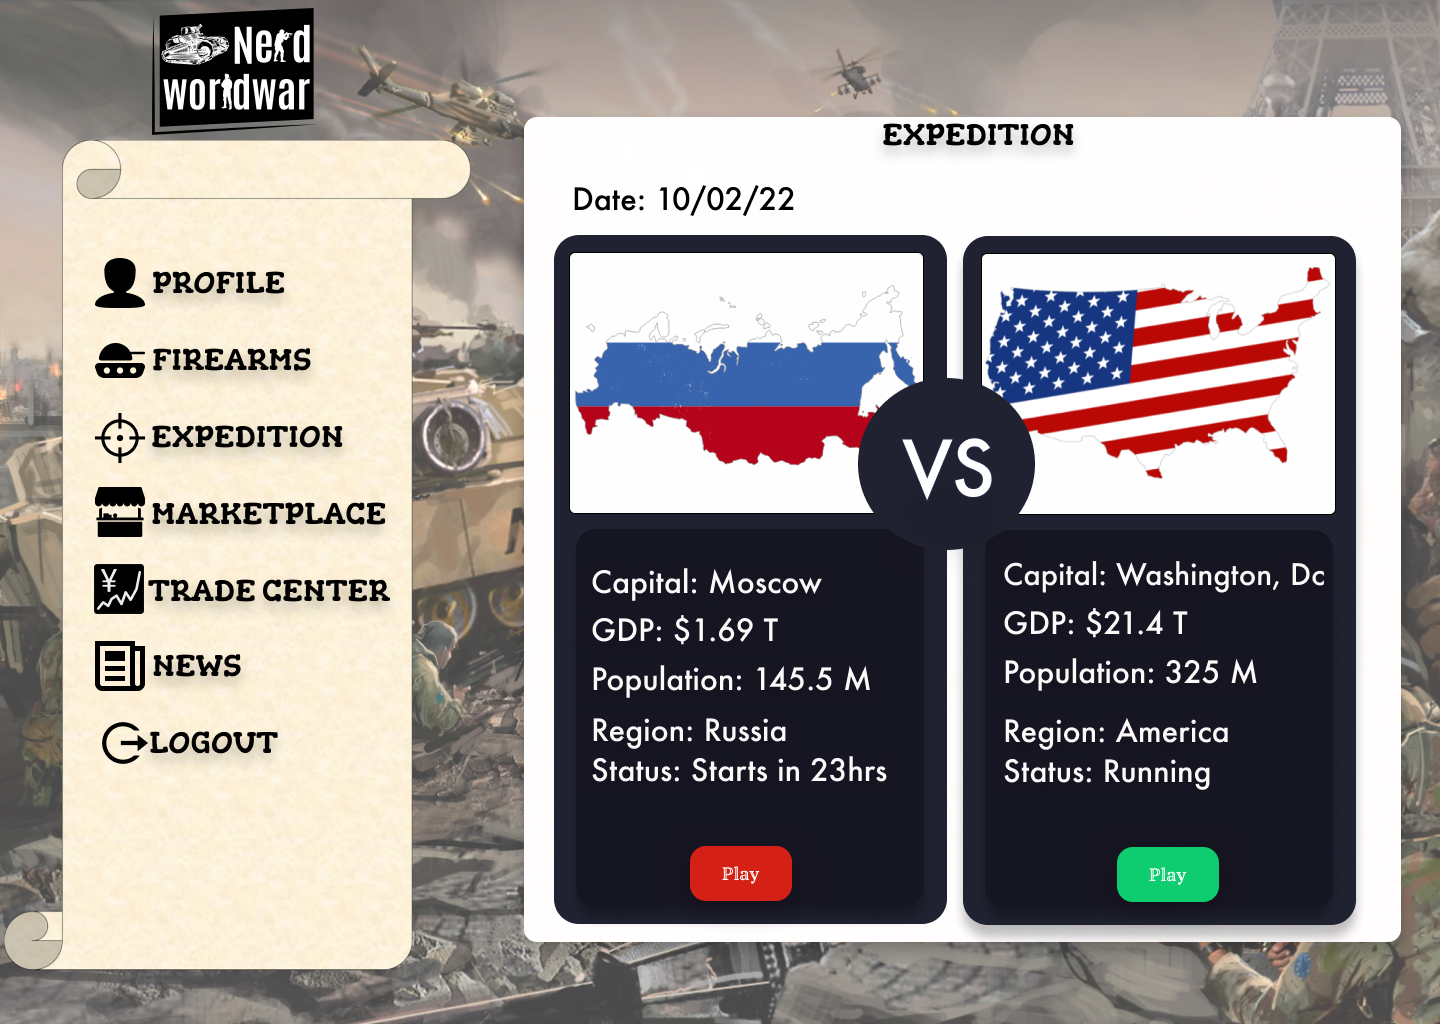 Nerd
worldwar
EXPEDITION
Date: 10/02/22
PROFILE
FIREARMS
EXPEDITION
MARKETPLACE
¥
TRADE CENTER
NEWS
LOGOUT
VS
Capital: Moscow
GDP: $1.69 T
Population: 145.5 M
Region: Russia
Status: Starts in 23hrs
Play
Capital: Washington, Dc
GDP: $21.4 T
Population: 325 M
Region: America
Status: Running
Play